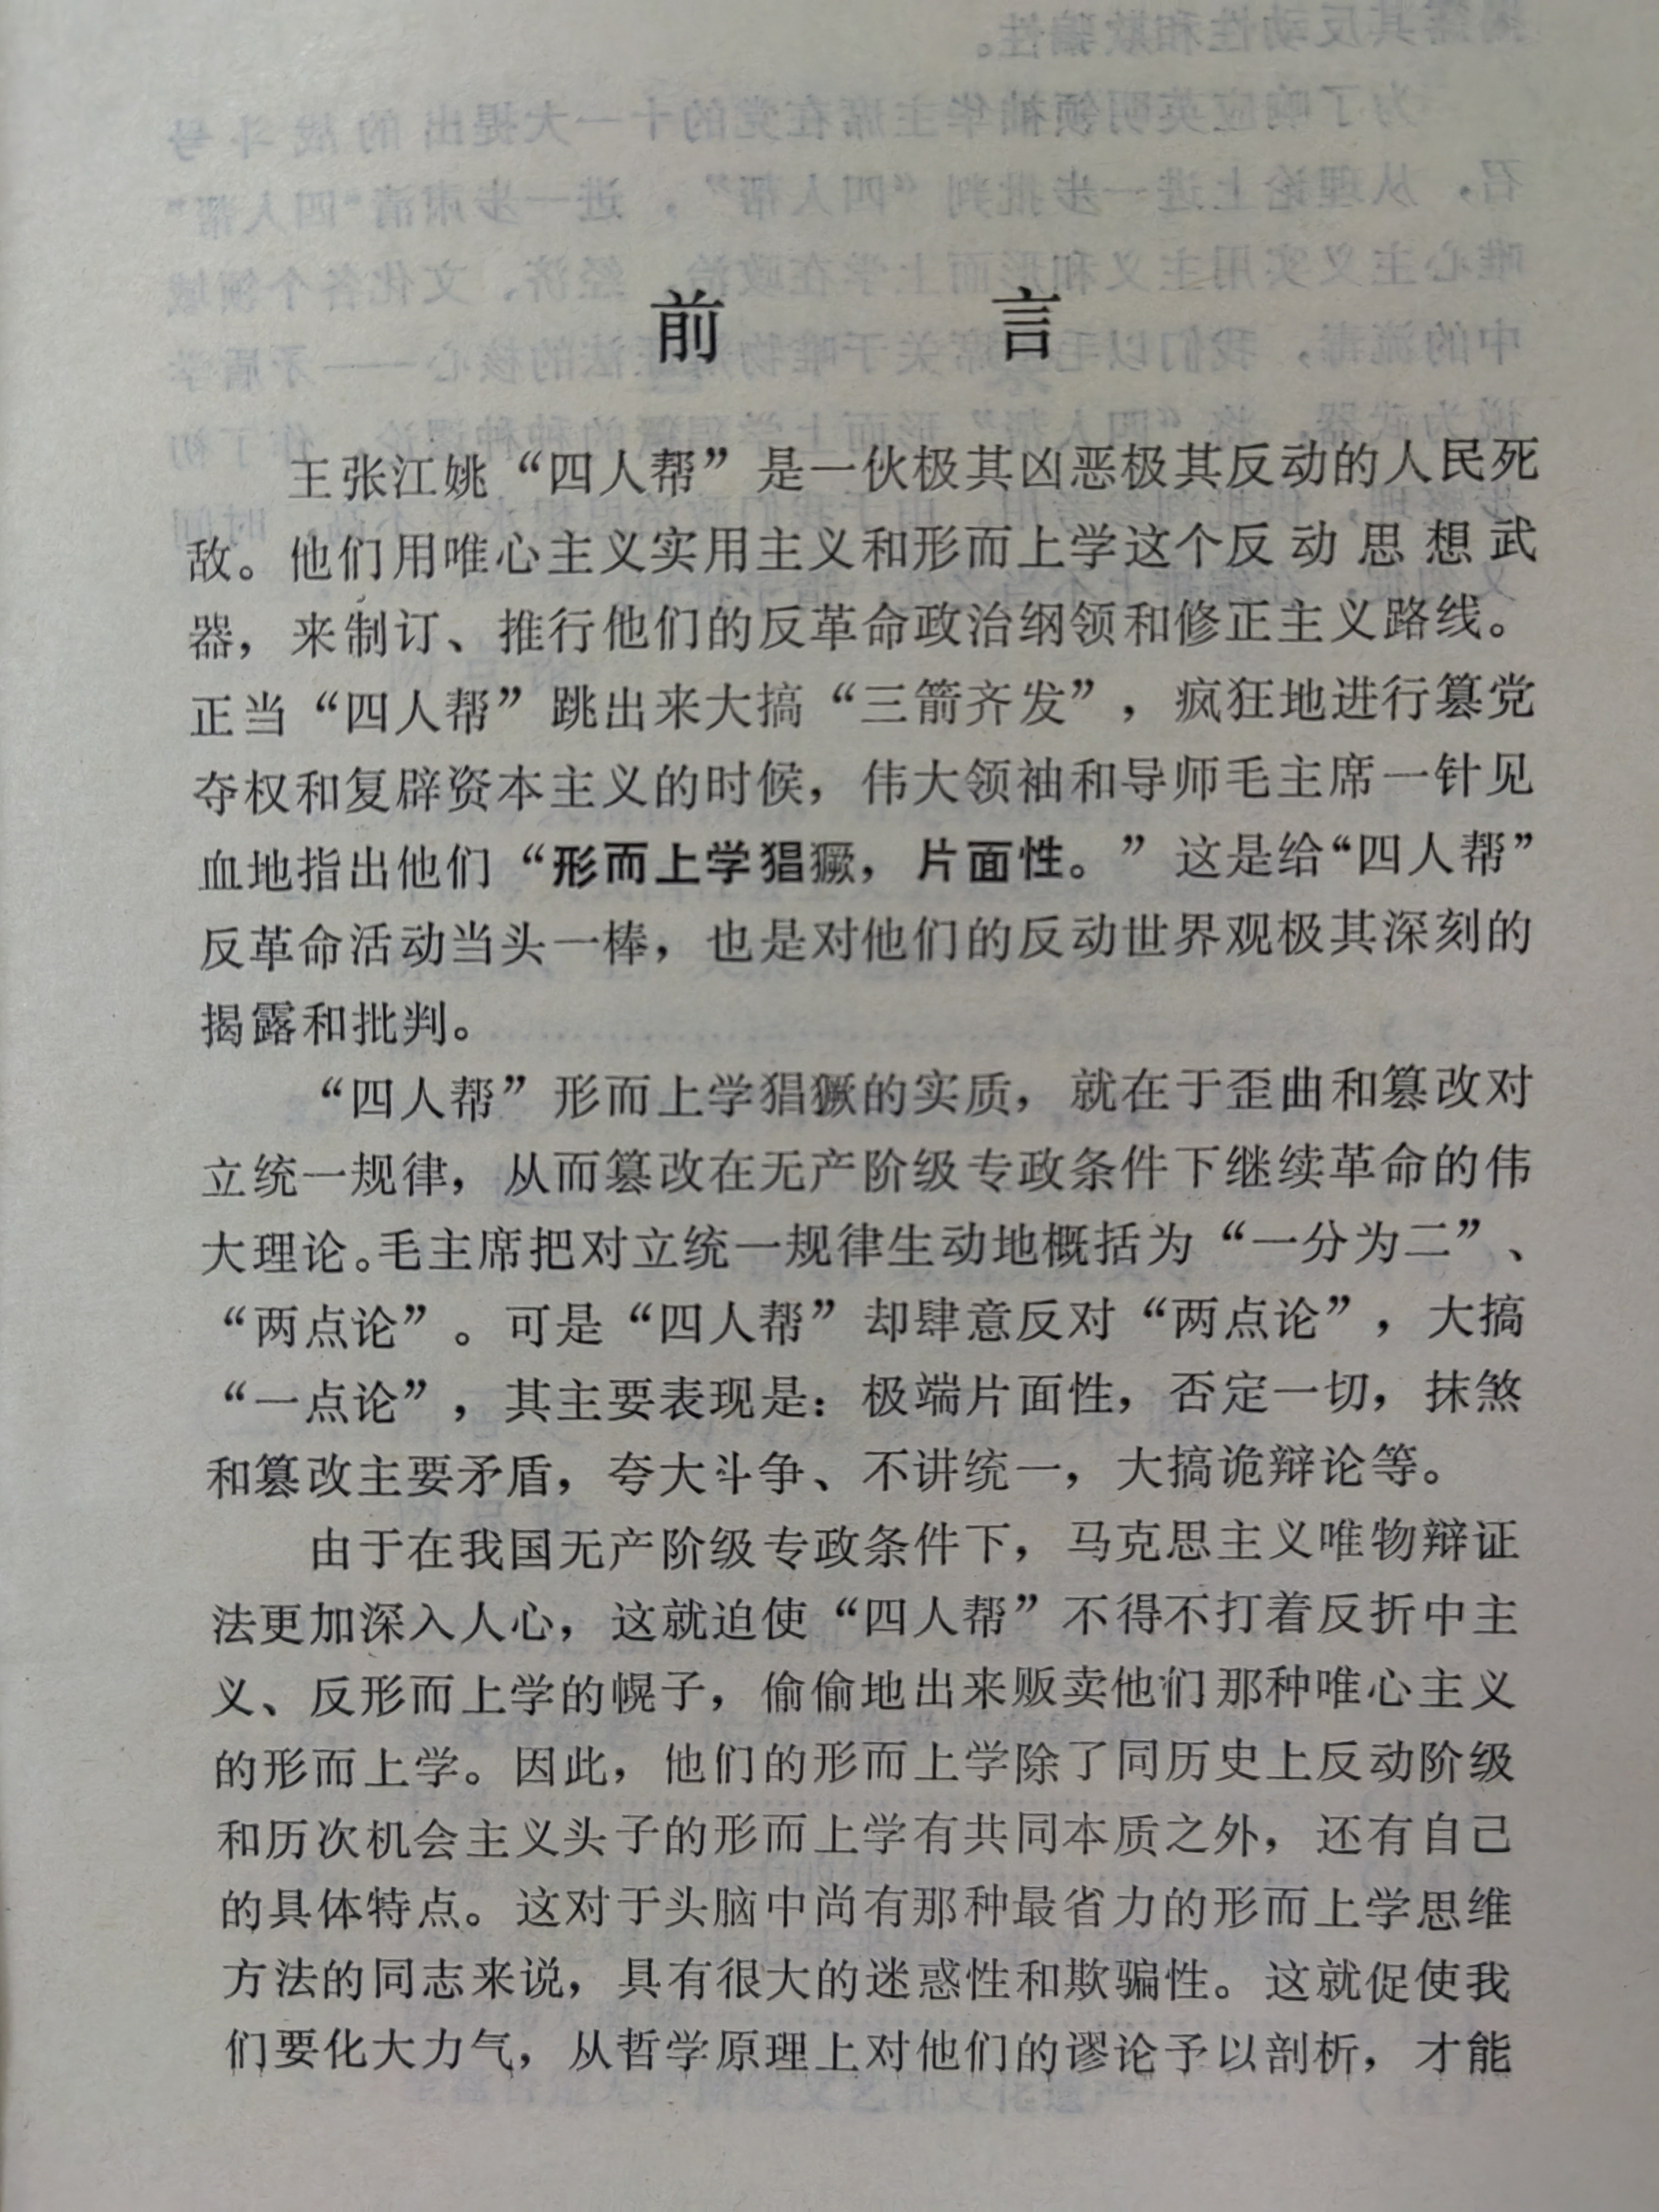 前言
王张江姚“四人帮”是一伙极其凶恶极其反动的人民死
敌。他们用唯心主义实用主义和形而上学这个反动思想武
器，来制订、推行他们的反革命政治纲领和修正主义路线。
正当“四人帮”跳出来大搞“三箭齐发”，疯狂地进行篡党
夺权和复辟资本主义的时候，伟大领袖和导师毛主席一针见
血地指出他们“形而上学猖獗，片面性。”这是给“四人帮”
反革命活动当头一棒，也是对他们的反动世界观极其深刻的
揭露和批判。
“四人帮”形而上学猖獗的实质，就在于歪曲和篡改对
立统一规律，从而篡改在无产阶级专政条件下继续革命的伟
大理论。毛主席把对立统一规律生动地概括为“一分为二”、
“两点论”。可是“四人帮”却肆意反对“两点论”，大搞
“一点论”，其主要表现是：极端片面性，否定一切，抹煞
和篡改主要矛盾，夸大斗争、不讲统一，大搞诡辩论等。
由于在我国无产阶级专政条件下，马克思主义唯物辩证
法更加深入人心，这就迫使“四人帮”不得不打着反折中主
义、反形而上学的幌子，偷偷地出来贩卖他们那种唯心主义
的形而上学。因此，他们的形而上学除了同历史上反动阶级
和历次机会主义头子的形而上学有共同本质之外，还有自己
的具体特点。这对于头脑中尚有那种最省力的形而上学思维
方法的同志来说，具有很大的迷惑性和欺骗性。这就促使我
们要化大力气，从哲学原理上对他们的谬论予以剖析，才能